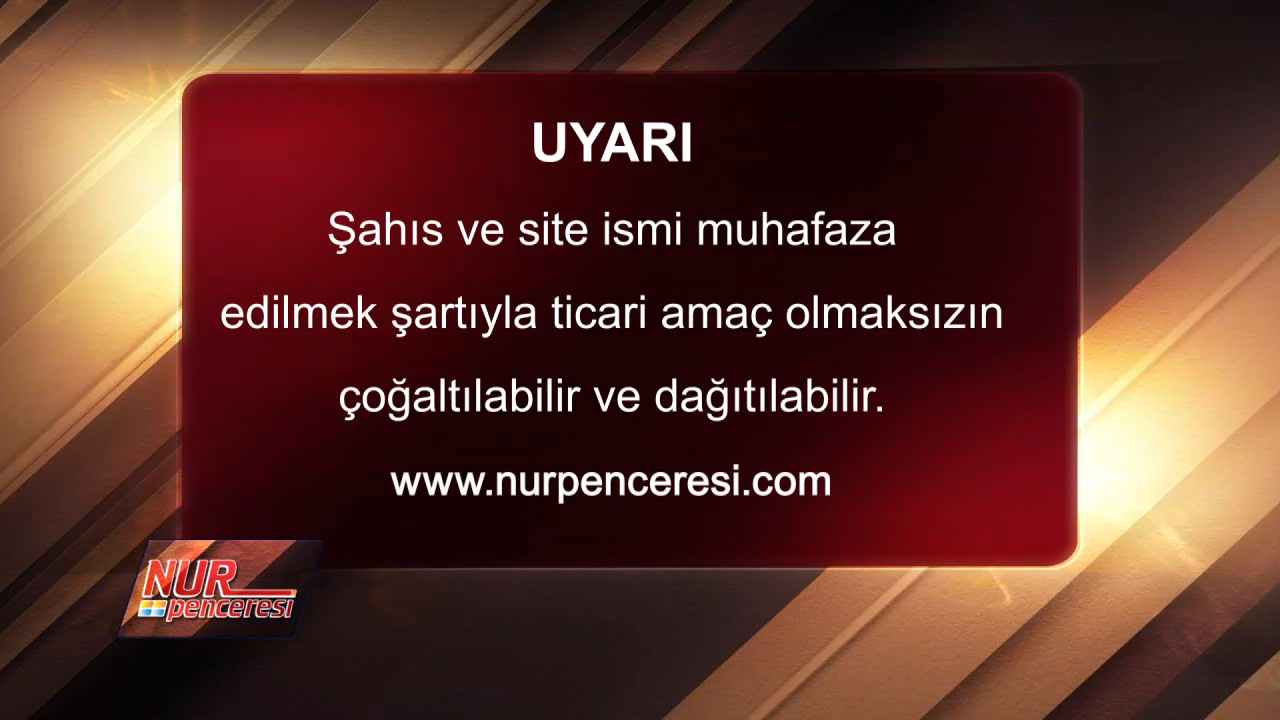 UYARI
Şahıs ve site ismi muhafaza
edilmek şartıyla ticari amaç olmaksızın
çoğaltılabilir ve dağıtılabilir.
www.nurpenceresi.com
NUR
penceresi